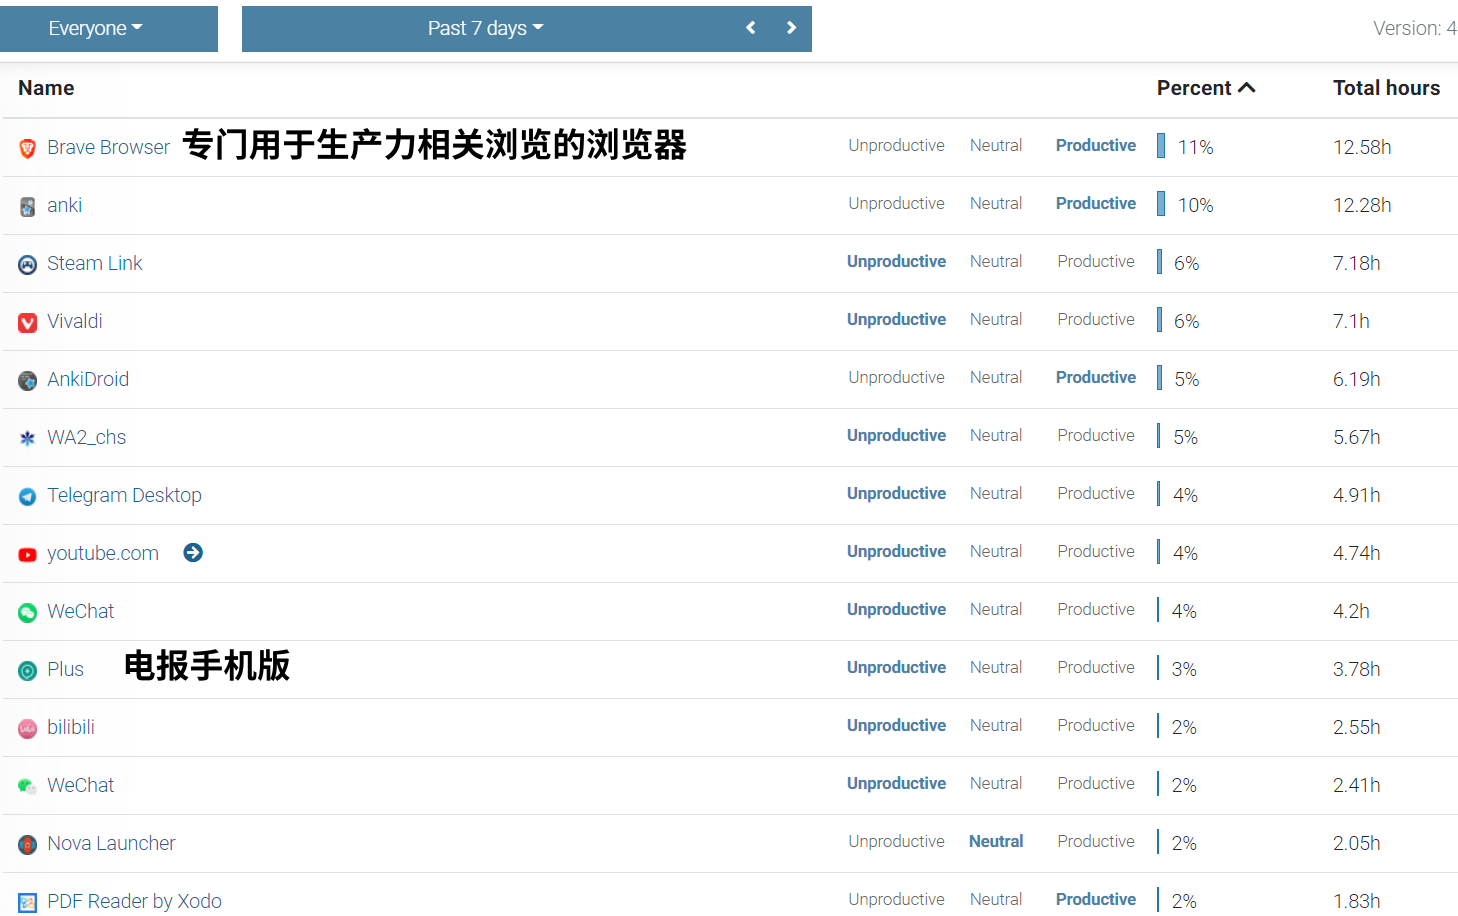 Everyone Past 7 days Version: 4
Name Percent Total hours
Brave Browser 专门用于生产力相关浏览的浏览器 Unproductive Neutral Productive 11% 12.58h
anki Unproductive Neutral Productive 10% 12.28h
Steam Link Unproductive Neutral Productive 6% 7.18h
Vivaldi Unproductive Neutral Productive 6% 7.1h
AnkiDroid Unproductive Neutral Productive 5% 6.19h
WA2_chs Unproductive Neutral Productive 5% 5.67h
Telegram Desktop Unproductive Neutral Productive 4% 4.91h
youtube.com Unproductive Neutral Productive 4% 4.74h
WeChat Unproductive Neutral Productive 4% 4.2h
Plus 电报手机版 Unproductive Neutral Productive 3% 3.78h
bilibili Unproductive Neutral Productive 2% 2.55h
WeChat Unproductive Neutral Productive 2% 2.41h
Nova Launcher Unproductive Neutral Productive 2% 2.05h
PDF Reader by Xodo Unproductive Neutral Productive 2% 1.83h